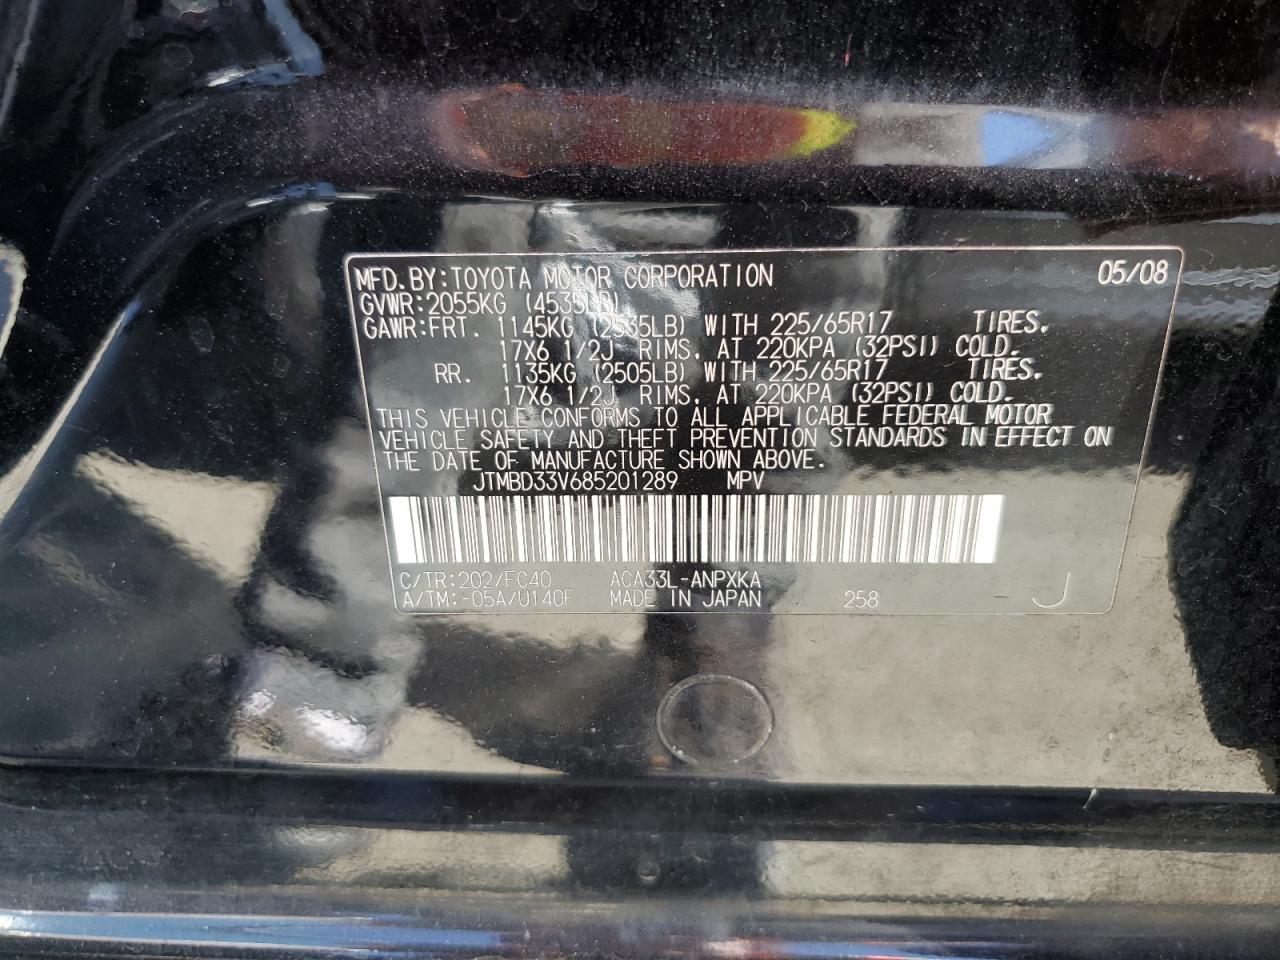 MFD.BY:TOYOTA MOTOR CORPORATION 05/08
GVWR:2055KG (4535LB)
GAWR:FRT. 1145KG (2535LB) WITH 225/65R17 TIRES.
17X6 1/2J RIMS. AT 220KPA (32PSI) COLD.
RR. 1135KG (2505LB) WITH 225/65R17 TIRES.
17X6 1/2J RIMS. AT 220KPA (32PSI) COLD.
THIS VEHICLE CONFORMS TO ALL APPLICABLE FEDERAL MOTOR
VEHICLE SAFETY AND THEFT PREVENTION STANDARDS IN EFFECT ON
THE DATE OF MANUFACTURE SHOWN ABOVE.
JTMBD33V685201289 MPV
C/TR:202/FC40 ACA33L-ANPXKA
A/TM:-05A/U140F MADE IN JAPAN 258 J